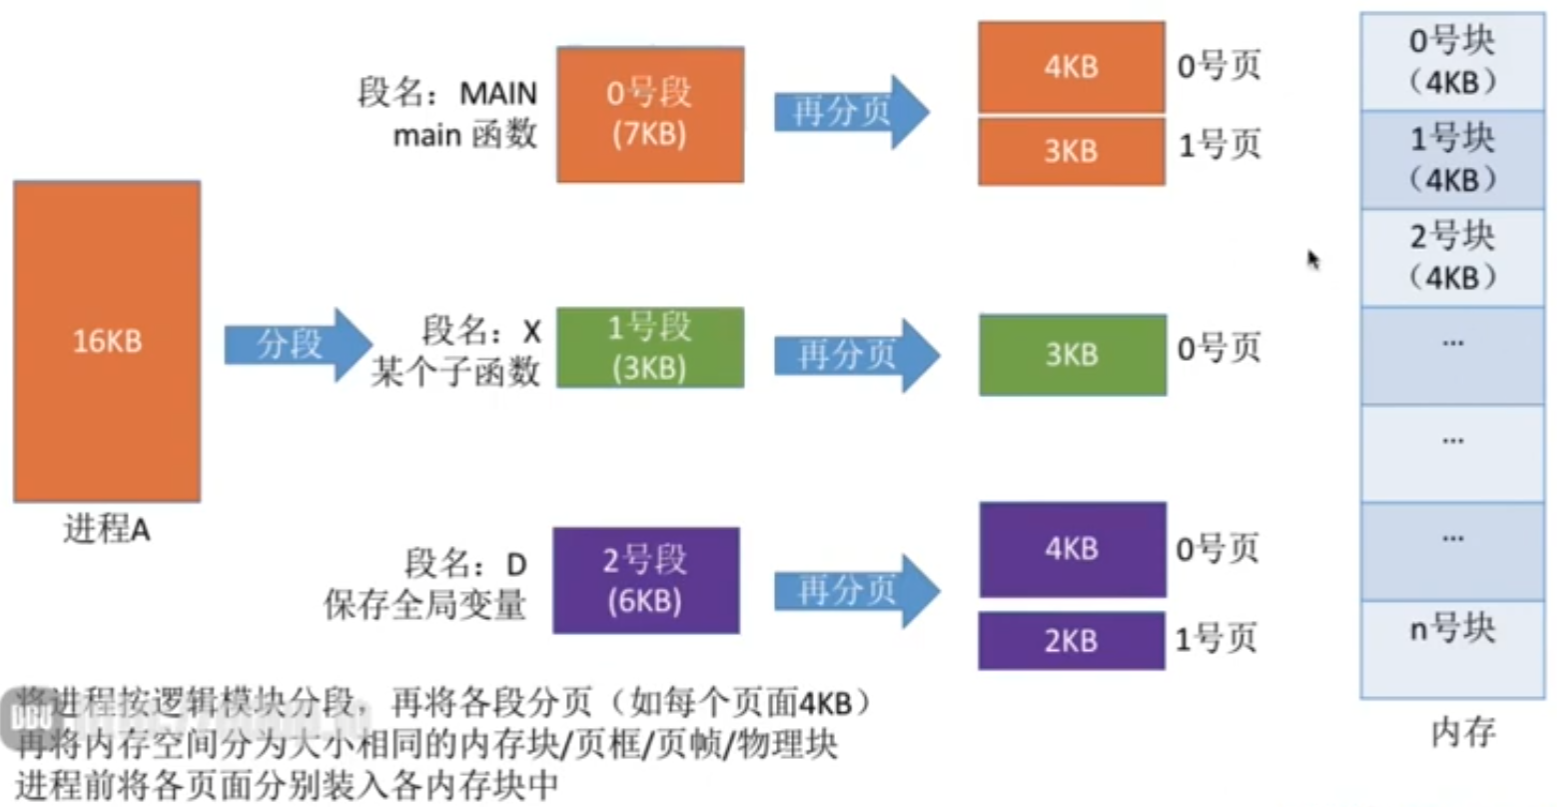 16KB
进程A
分段
段名：MAIN
main 函数
0号段
(7KB)
再分页
4KB
0号页
3KB
1号页
段名：X
某个子函数
1号段
(3KB)
再分页
3KB
0号页
段名：D
保存全局变量
2号段
(6KB)
再分页
4KB
0号页
2KB
1号页
0号块
（4KB）
1号块
（4KB）
2号块
（4KB）
...
...
...
n号块
内存
将进程按逻辑模块分段，再将各段分页（如每个页面4KB）
再将内存空间分为大小相同的内存块/页框/页帧/物理块
进程前将各页面分别装入各内存块中